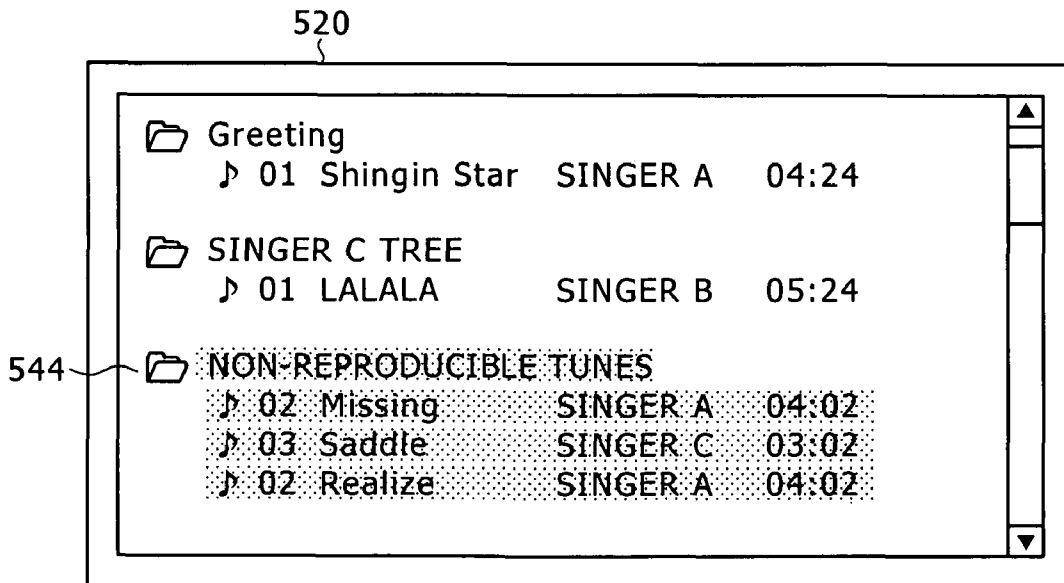 520
Greeting
♪ 01 Shingin Star SINGER A 04:24
SINGER C TREE
♪ 01 LALALA SINGER B 05:24
544 NON-REPRODUCIBLE TUNES
♪ 02 Missing SINGER A 04:02
♪ 03 Saddle SINGER C 03:02
♪ 02 Realize SINGER A 04:02